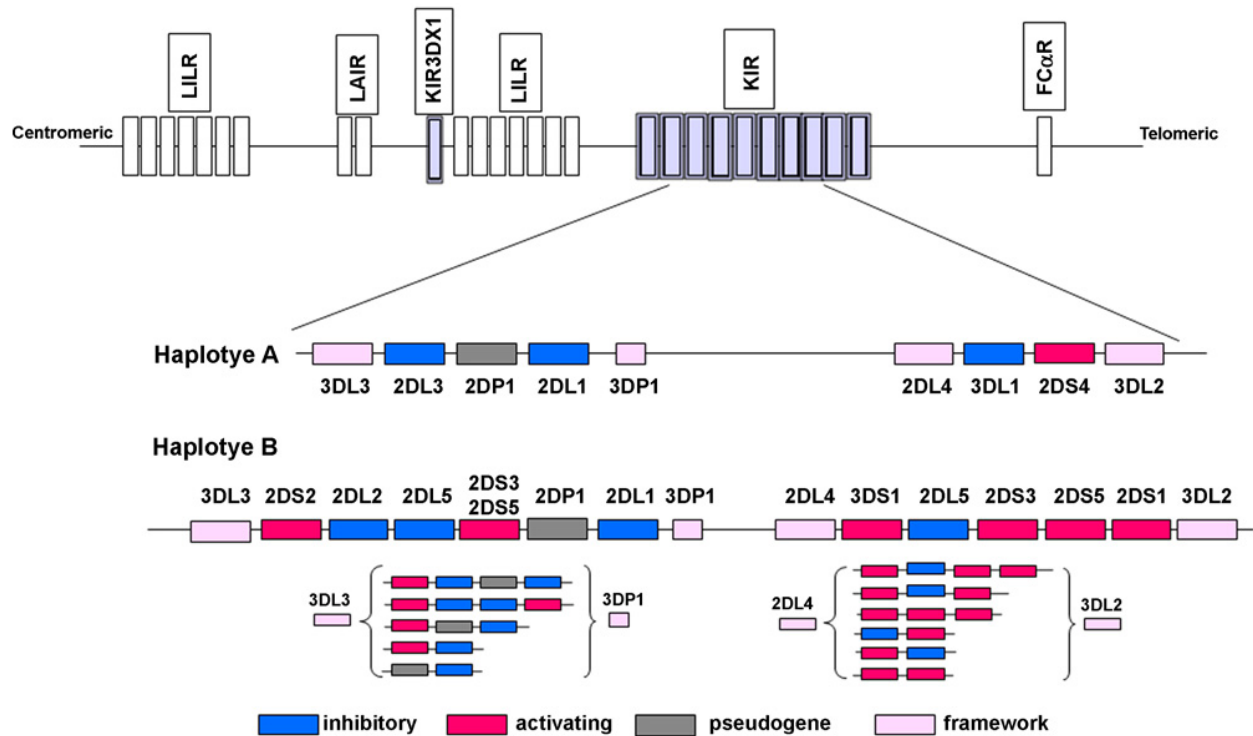 LILR
LAIR
KIR3DX1
LILR
KIR
FCαR
Centromeric
Telomeric
Haplotye A
3DL3 2DL3 2DP1 2DL1 3DP1 2DL4 3DL1 2DS4 3DL2
Haplotye B
3DL3 2DS2 2DL2 2DL5 2DS3 2DP1 2DL1 3DP1 2DL4 3DS1 2DL5 2DS3 2DS5 2DS1 3DL2
2DS5
3DL3 3DP1 2DL4 3DL2
inhibitory activating pseudogene framework